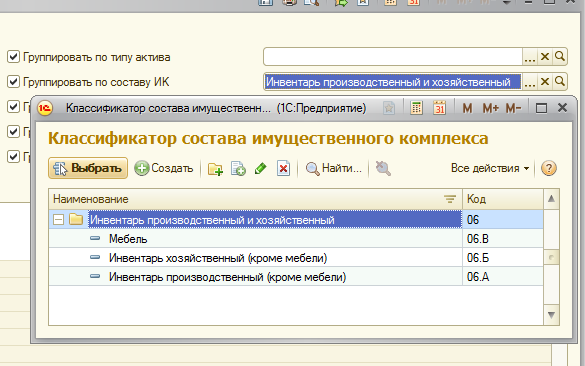 M M+ M-
Группировать по типу актива
Группировать по составу ИК
Инвентарь производственный и хозяйственный
Г
Г
Г
Классификатор состава имущественн... (1С:Предприятие)
M M+ M-
Классификатор состава имущественного комплекса
Выбрать
Создать
Найти...
Все действия
Наименование
Код
Инвентарь производственный и хозяйственный
06
Мебель
06.В
Инвентарь хозяйственный (кроме мебели)
06.Б
Инвентарь производственный (кроме мебели)
06.А